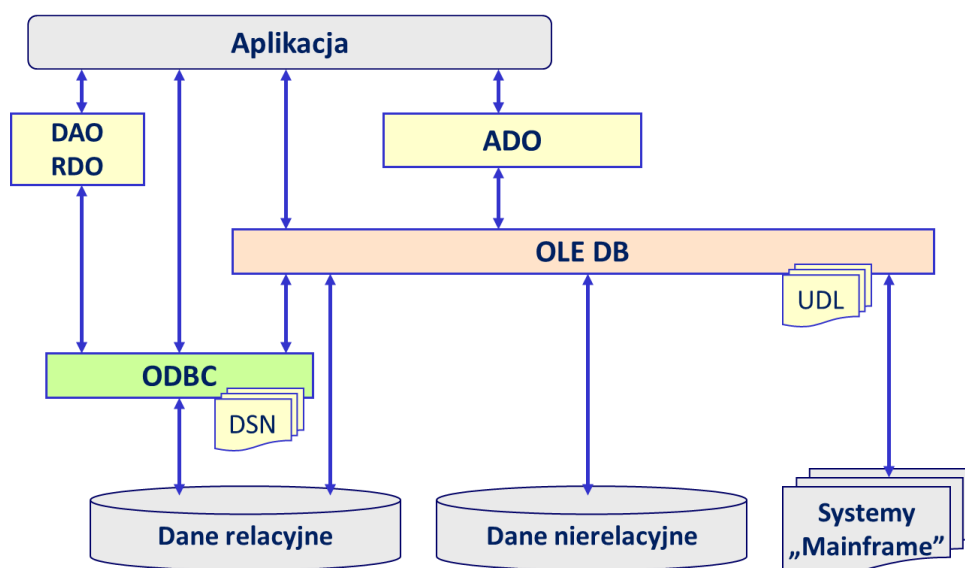 Aplikacja
DAO
RDO
ADO
OLE DB
UDL
ODBC
DSN
Dane relacyjne
Dane nierelacyjne
Systemy
„Mainframe”